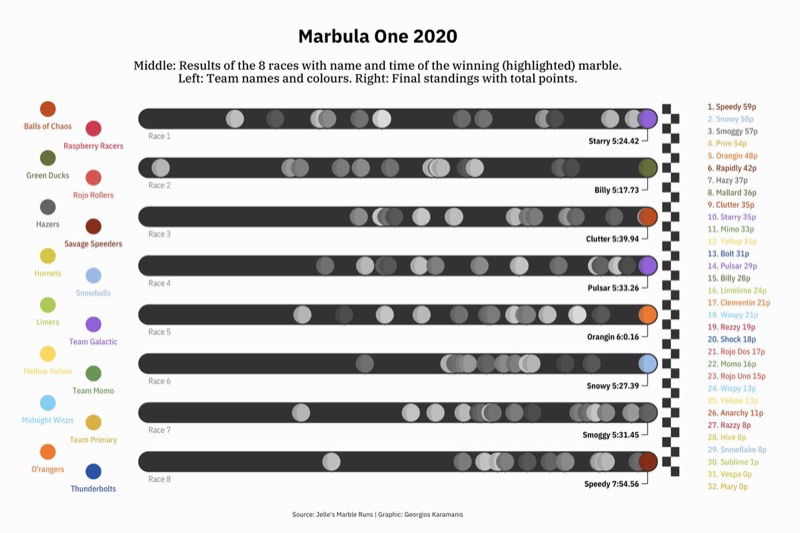 Marbula One 2020
Middle: Results of the 8 races with name and time of the winning (highlighted) marble.
Left: Team names and colours. Right: Final standings with total points.
Balls of Chaos
Raspberry Racers
Green Ducks
Rojo Rollers
Hazers
Savage Speeders
Hornets
Snowballs
Limers
Team Galactic
Mellow Yellow
Team Momo
Midnight Wisps
Team Primary
O'rangers
Thunderbolts
Race 1
Starry 5:24.42
Race 2
Billy 5:17.73
Race 3
Clutter 5:39.94
Race 4
Pulsar 5:33.26
Race 5
Orangin 6:0.16
Race 6
Snowy 5:27.39
Race 7
Smoggy 5:31.45
Race 8
Speedy 7:54.56
1. Speedy 59p
2. Snowy 58p
3. Smoggy 57p
4. Prim 54p
5. Orangin 48p
6. Rapidly 42p
7. Hazy 37p
8. Mallard 36p
9. Clutter 35p
10. Starry 35p
11. Mimo 33p
12. Yellup 31p
13. Bolt 31p
14. Pulsar 29p
15. Billy 28p
16. Limelime 24p
17. Clementin 21p
18. Wospy 21p
19. Rezzy 19p
20. Shock 18p
21. Rojo Dos 17p
22. Momo 16p
23. Rojo Uno 15p
24. Wispy 13p
25. Yellow 13p
26. Anarchy 11p
27. Razzy 8p
28. Hive 8p
29. Snowflake 8p
30. Sublime 1p
31. Vespa 0p
32. Mary 0p
Source: Jelle's Marble Runs | Graphic: Georgios Karamanis